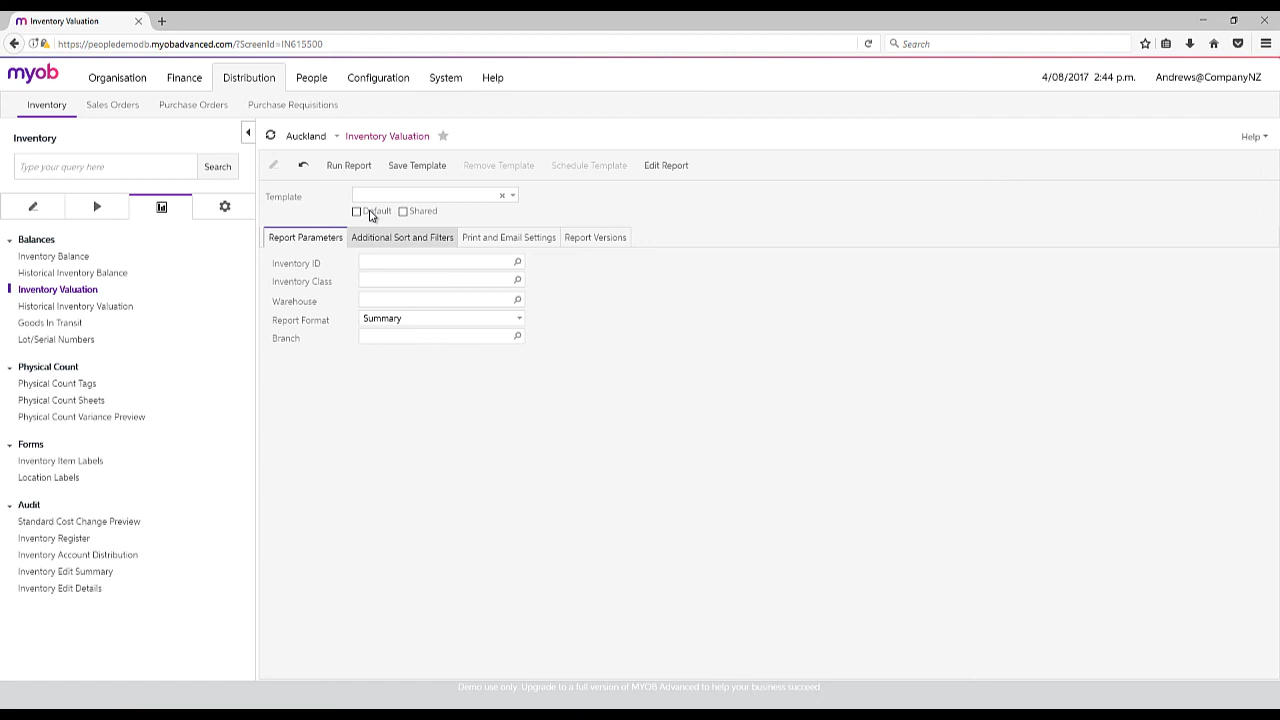 Inventory Valuation
https://peopledemodb.myobadvanced.com/?ScreenId=IN615500
Search
myob
Organisation Finance Distribution People Configuration System Help
4/08/2017 2:44 p.m. Andrews@CompanyNZ
Inventory Sales Orders Purchase Orders Purchase Requisitions
Inventory
Auckland Inventory Valuation
Help
Type your query here Search
Run Report Save Template Remove Template Schedule Template Edit Report
Template
Default Shared
Report Parameters Additional Sort and Filters Print and Email Settings Report Versions
Inventory ID
Inventory Class
Warehouse
Report Format Summary
Branch
Balances
Inventory Balance
Historical Inventory Balance
Inventory Valuation
Historical Inventory Valuation
Goods In Transit
Lot/Serial Numbers
Physical Count
Physical Count Tags
Physical Count Sheets
Physical Count Variance Preview
Forms
Inventory Item Labels
Location Labels
Audit
Standard Cost Change Preview
Inventory Register
Inventory Account Distribution
Inventory Edit Summary
Inventory Edit Details
Demo use only. Upgrade to a full version of MYOB Advanced to help your business succeed.